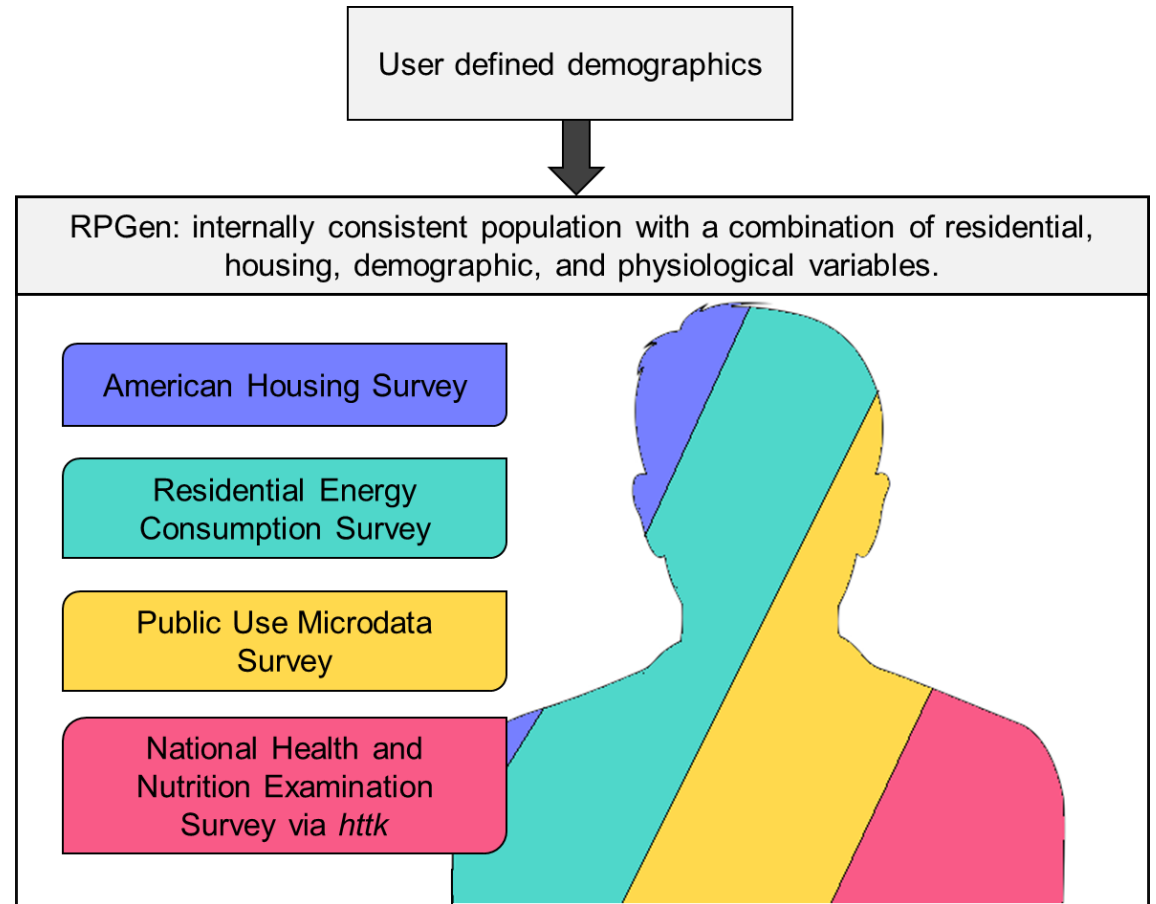 User defined demographics
RPGen: internally consistent population with a combination of residential,
housing, demographic, and physiological variables.
American Housing Survey
Residential Energy
Consumption Survey
Public Use Microdata
Survey
National Health and
Nutrition Examination
Survey via httk